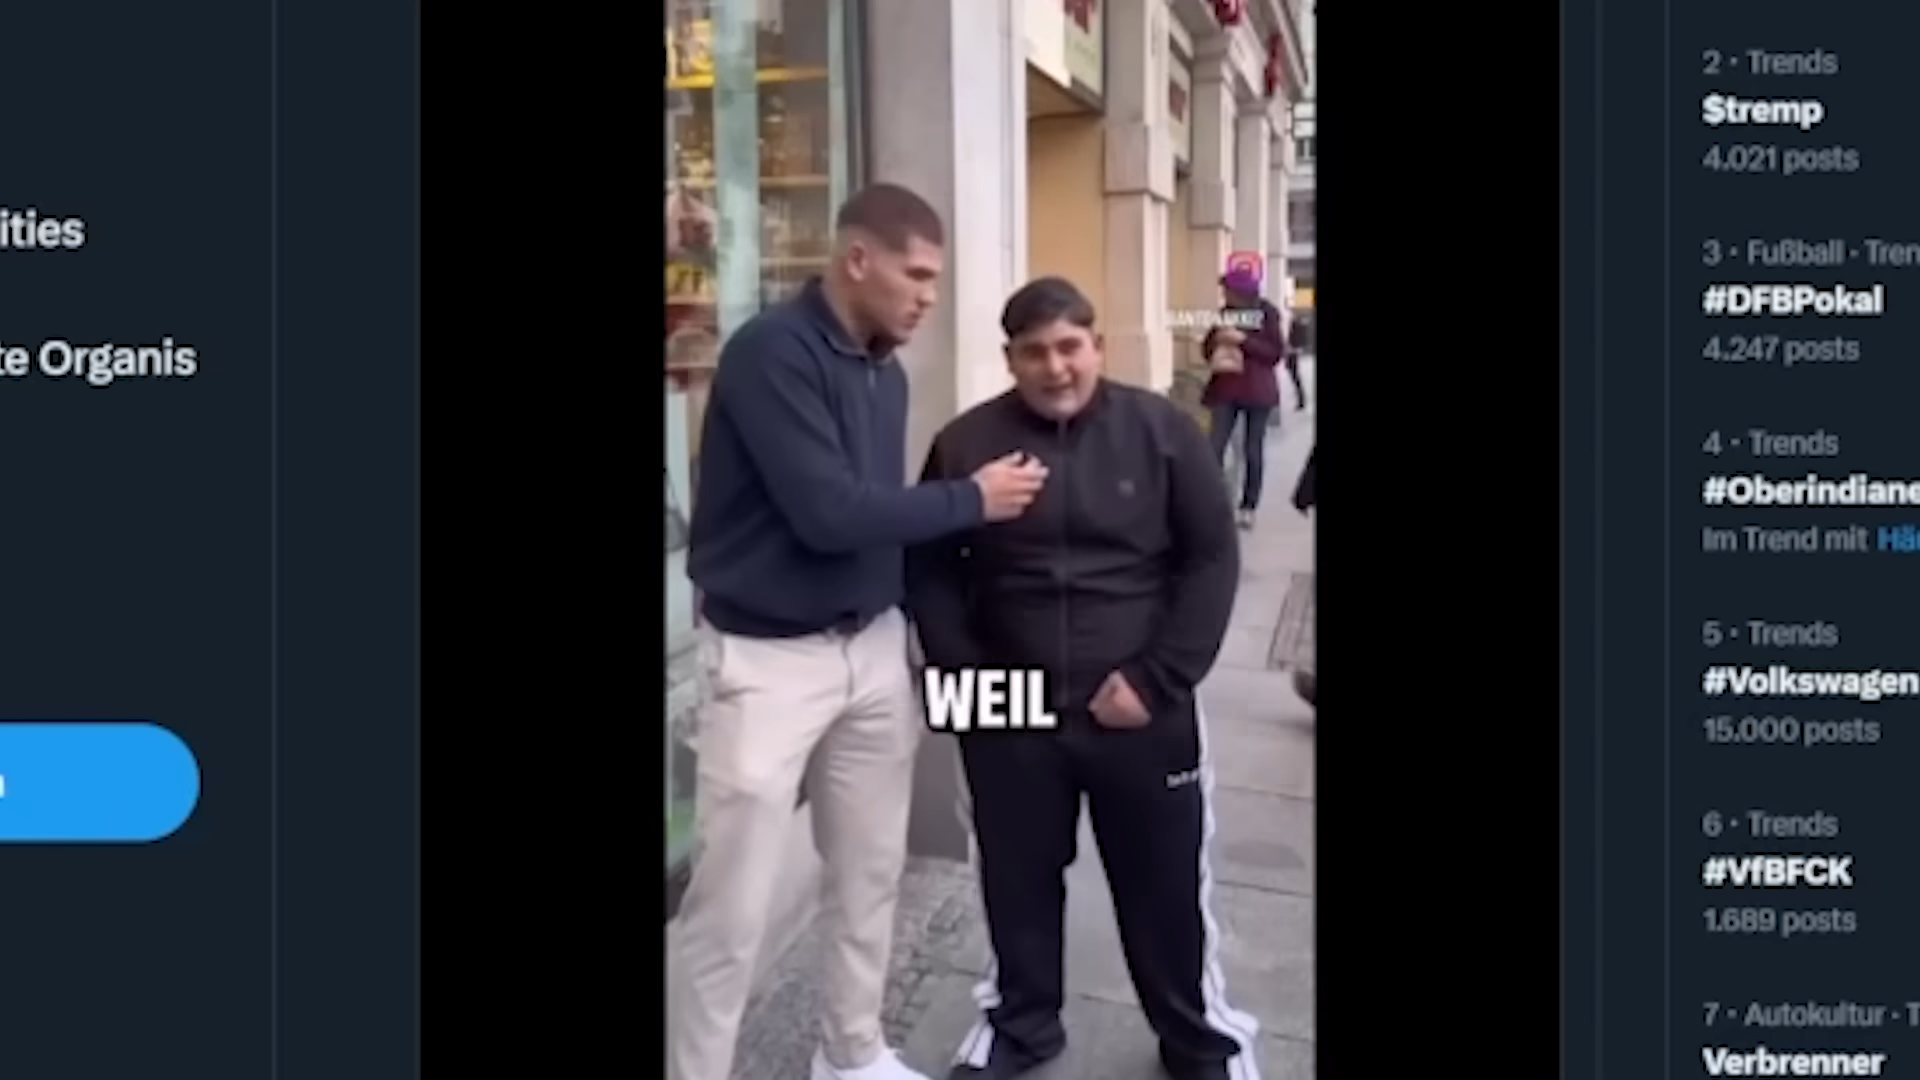 ities
te Organis
WEIL
2 · Trends
$tremp
4.021 posts
3 · Fußball · Tren
#DFBPokal
4.247 posts
4 · Trends
#Oberindiane
Im Trend mit Hä
5 · Trends
#Volkswagen
15.000 posts
6 · Trends
#VfBFCK
1.689 posts
7 · Autokultur · T
Verbrenner